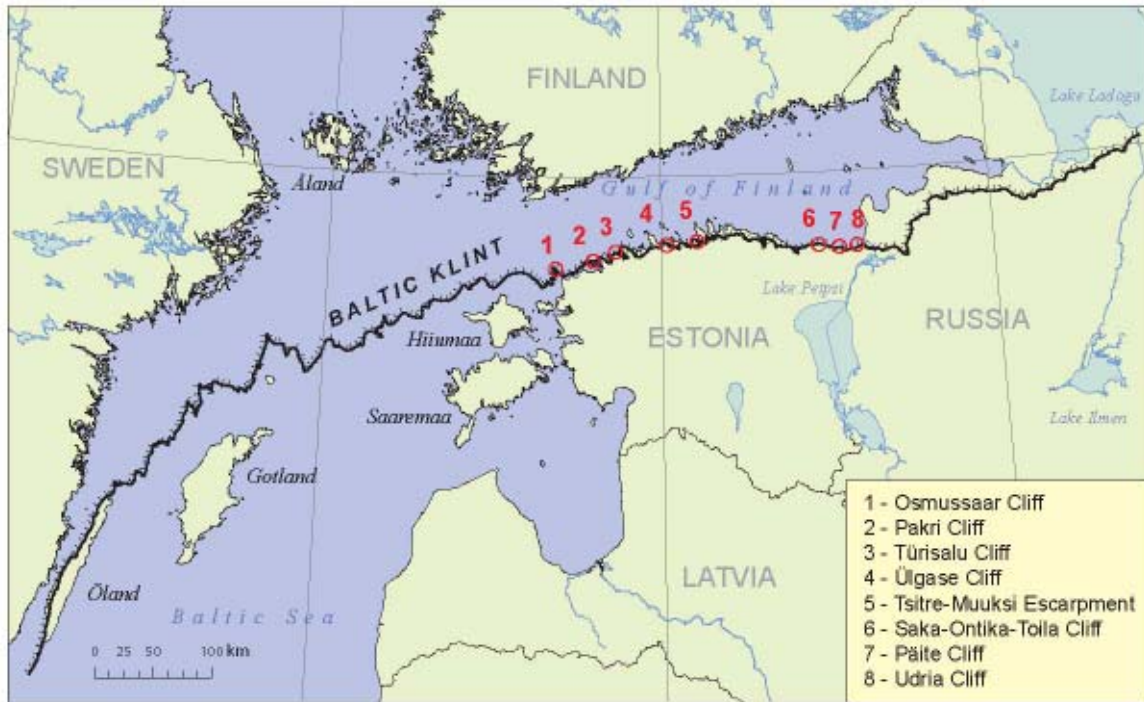 FINLAND
Lake Ladoga
SWEDEN
Åland
Gulf of Finland
1
2
3
4
5
6
7
8
BALTIC KLINT
Lake Peipsi
RUSSIA
Hiiumaa
ESTONIA
Saaremaa
Lake Ilmen
Gotland
LATVIA
Öland
Baltic Sea
0 25 50 100 km
1 - Osmussaar Cliff
2 - Pakri Cliff
3 - Türisalu Cliff
4 - Ülgase Cliff
5 - Tsitre-Muuksi Escarpment
6 - Saka-Ontika-Toila Cliff
7 - Päite Cliff
8 - Udria Cliff